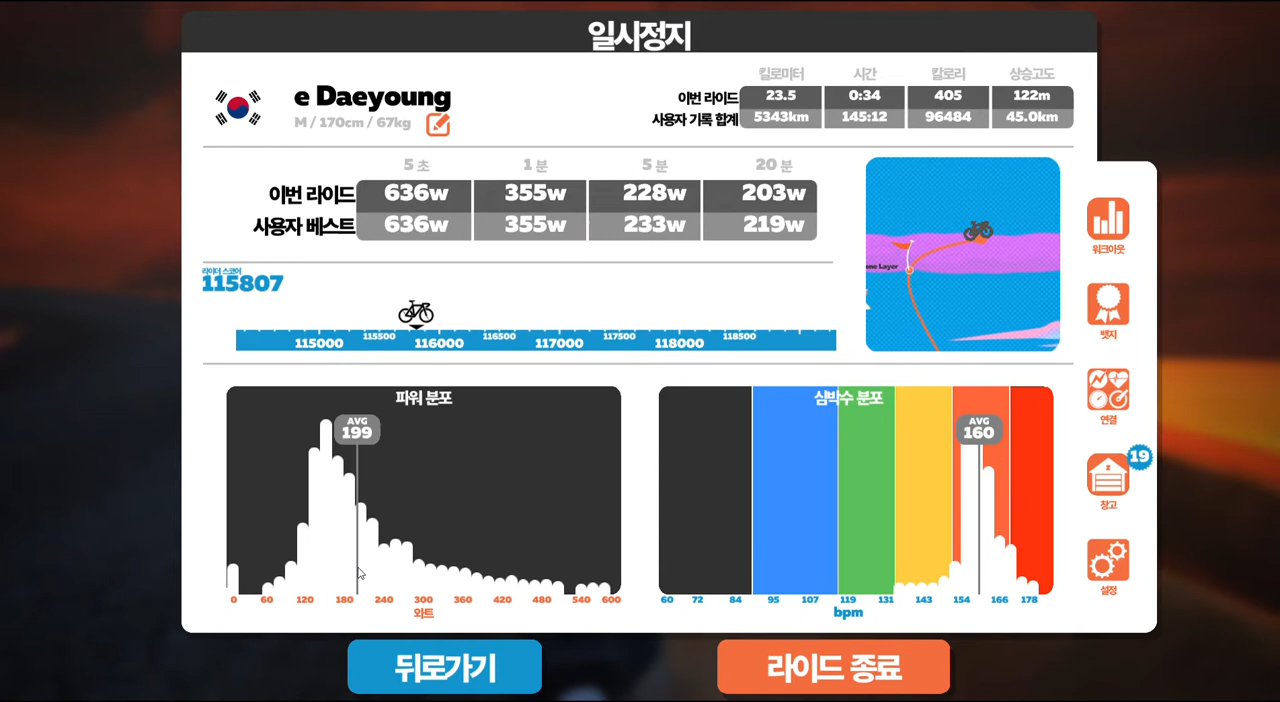 일시정지
e Daeyoung
M / 170cm / 67kg
킬로미터 시간 칼로리 상승고도
이번 라이드 23.5 0:34 405 122m
사용자 기록 합계 5343km 145:12 96484 45.0km
5 초 1 분 5 분 20 분
이번 라이드 636w 355w 228w 203w
사용자 베스트 636w 355w 233w 219w
라이더 스코어
115807
115000 115500 116000 116500 117000 117500 118000 118500
one Layer
워크아웃
뱃지
연결
19
창고
설정
파워 분포
AVG
199
0 60 120 180 240 300 360 420 480 540 600
와트
심박수 분포
AVG
160
60 72 84 95 107 119 131 143 154 166 178
bpm
뒤로가기
라이드 종료